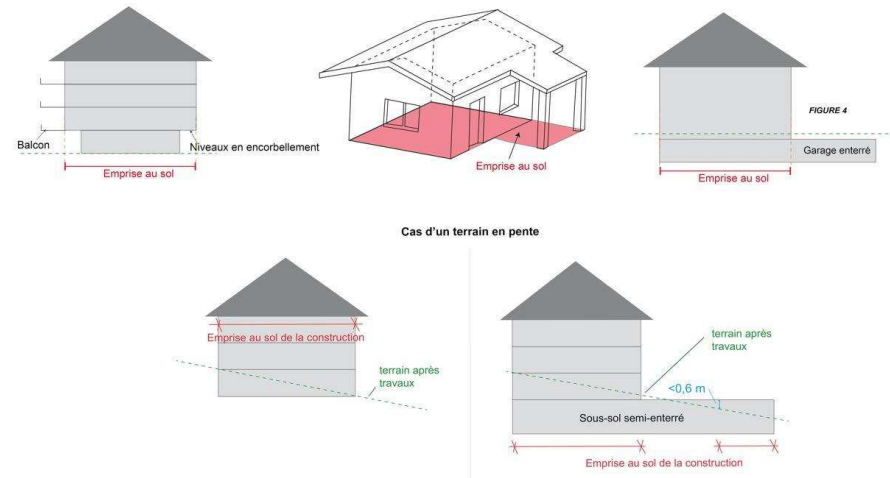 Balcon
Niveaux en encorbellement
Emprise au sol
Emprise au sol
FIGURE 4
Garage enterré
Emprise au sol
Cas d'un terrain en pente
Emprise au sol de la construction
terrain après
travaux
terrain après
travaux
<0,6 m
Sous-sol semi-enterré
Emprise au sol de la construction